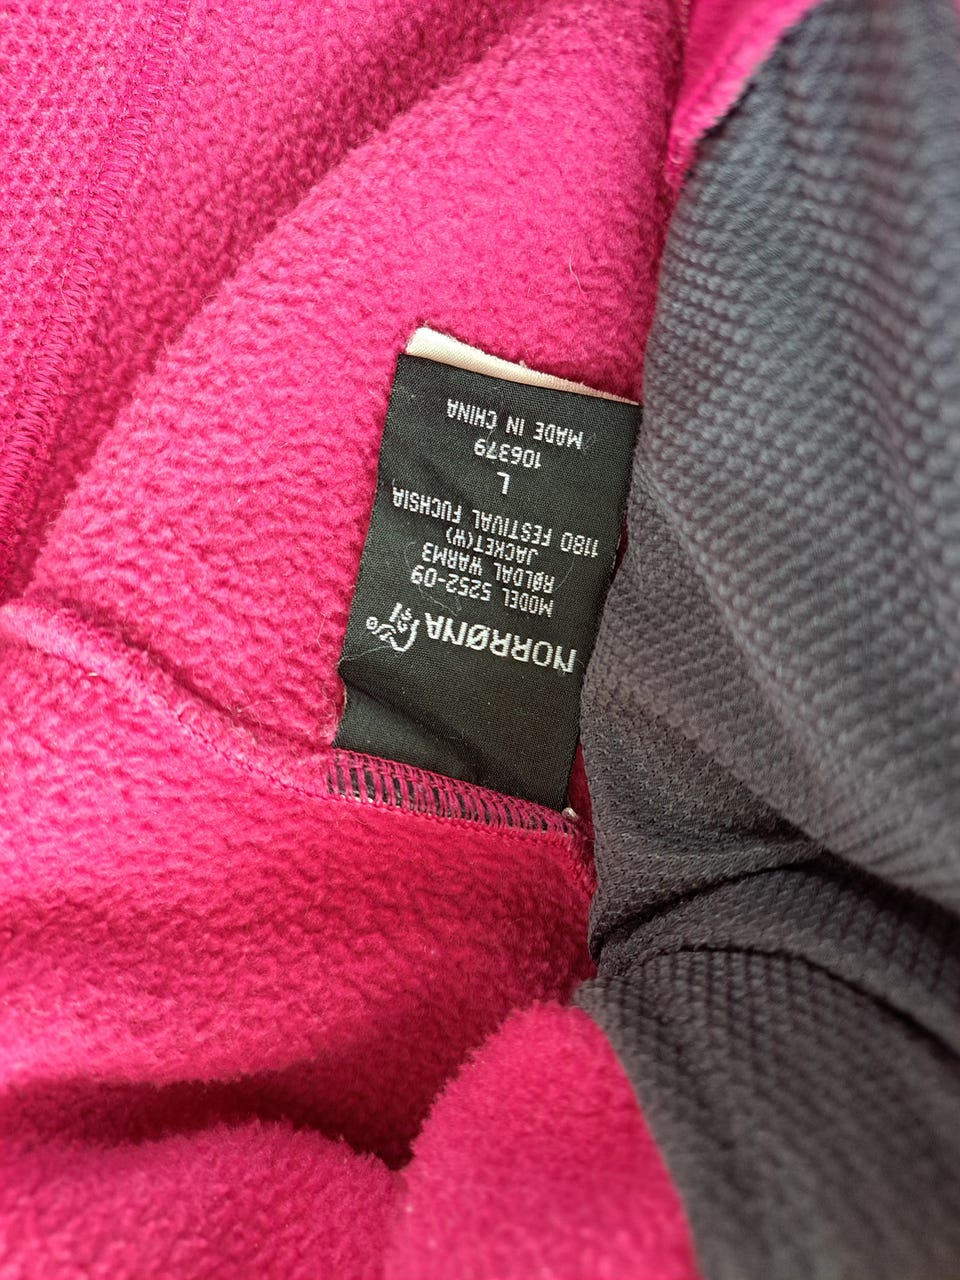 NORRØNA
MODEL 5252-09
RØLDAL WARM3
JACKET(W)
1180 FESTIVAL FUCHSIA
L
106379
MADE IN CHINA